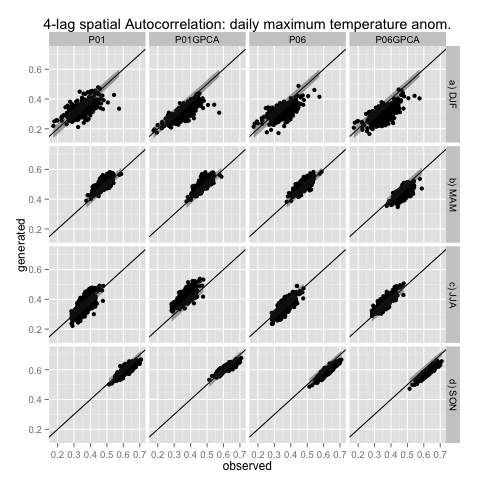 4-lag spatial Autocorrelation: daily maximum temperature anom.
P01 P01GPCA P06 P06GPCA
0.6
0.4
0.2
a) DJF
0.6
0.4
0.2
b) MAM
generated
0.6
0.4
0.2
c) JJA
0.6
0.4
0.2
d) SON
0.2 0.3 0.4 0.5 0.6 0.7 0.2 0.3 0.4 0.5 0.6 0.7 0.2 0.3 0.4 0.5 0.6 0.7 0.2 0.3 0.4 0.5 0.6 0.7
observed